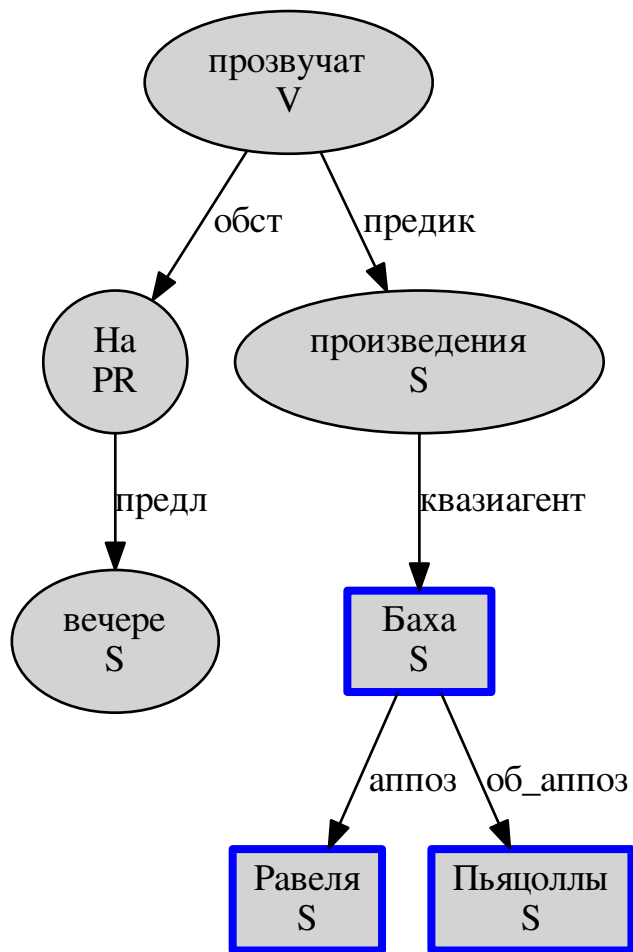 прозвучат
V
обст
предик
На
PR
произведения
S
предл
квазиагент
вечере
S
Баха
S
аппоз
об_аппоз
Равеля
S
Пьяцоллы
S